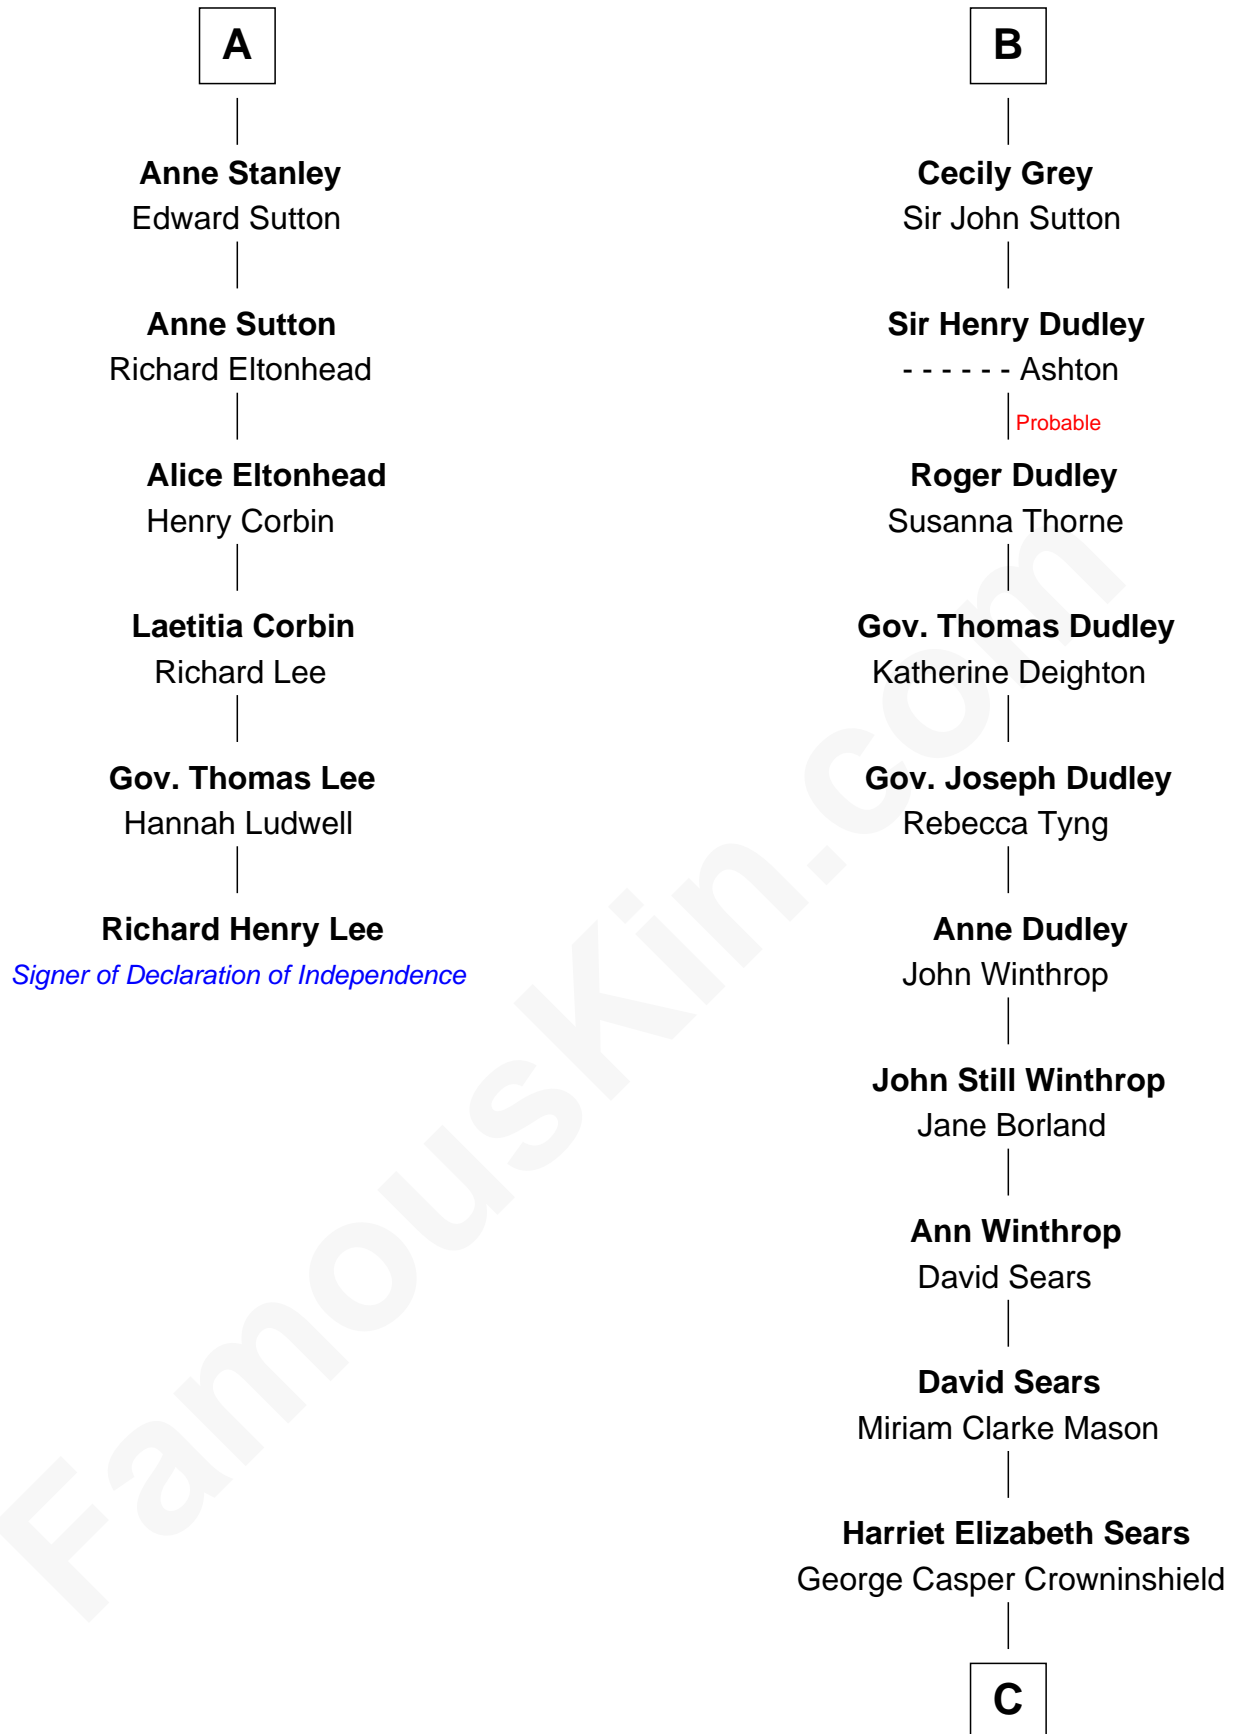 A
Anne Stanley
Edward Sutton
Anne Sutton
Richard Eltonhead
Alice Eltonhead
Henry Corbin
Laetitia Corbin
Richard Lee
Gov. Thomas Lee
Hannah Ludwell
Richard Henry Lee
Signer of Declaration of Independence
B
Cecily Grey
Sir John Sutton
Sir Henry Dudley
- - - - - - Ashton
Probable
Roger Dudley
Susanna Thorne
Gov. Thomas Dudley
Katherine Deighton
Gov. Joseph Dudley
Rebecca Tyng
Anne Dudley
John Winthrop
John Still Winthrop
Jane Borland
Ann Winthrop
David Sears
David Sears
Miriam Clarke Mason
Harriet Elizabeth Sears
George Casper Crowninshield
C
FamousKin.com